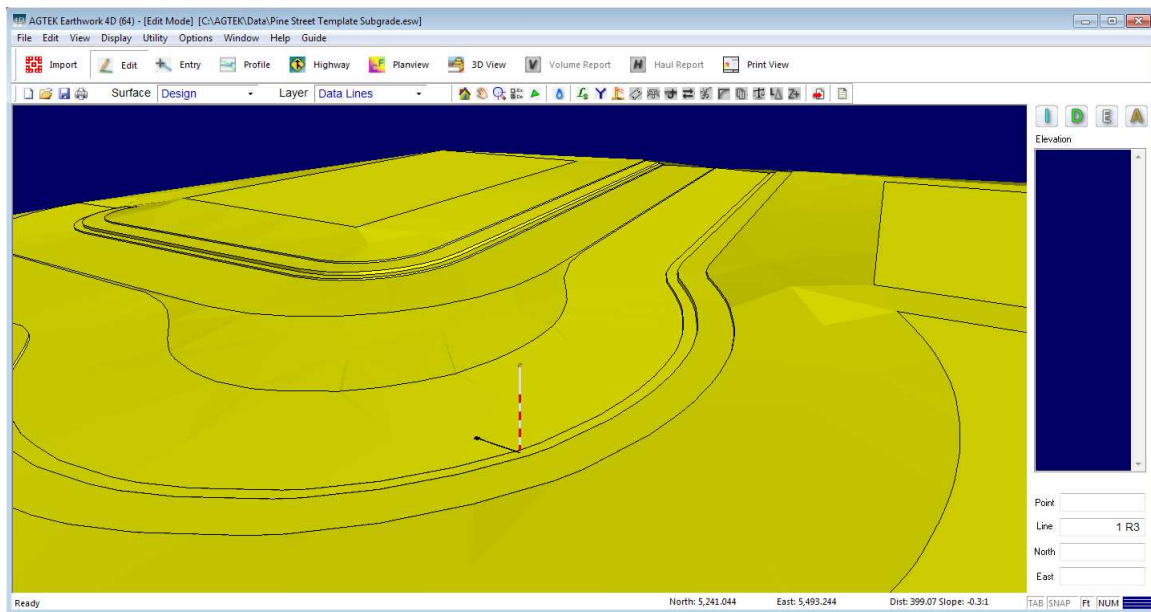 AGTEK Earthwork 4D (64) - [Edit Mode] [C:\AGTEK\Data\Pine Street Template Subgrade.esw]
File Edit View Display Utility Options Window Help Guide
Import Edit Entry Profile Highway Planview 3D View Volume Report Haul Report Print View
Surface Design Layer Data Lines
I D E A
Elevation
Point
Line 1 R3
North
East
Ready North: 5,241.044 East: 5,493.244 Dist: 399.07 Slope: -0.3:1 TAB SNAP Ft NUM